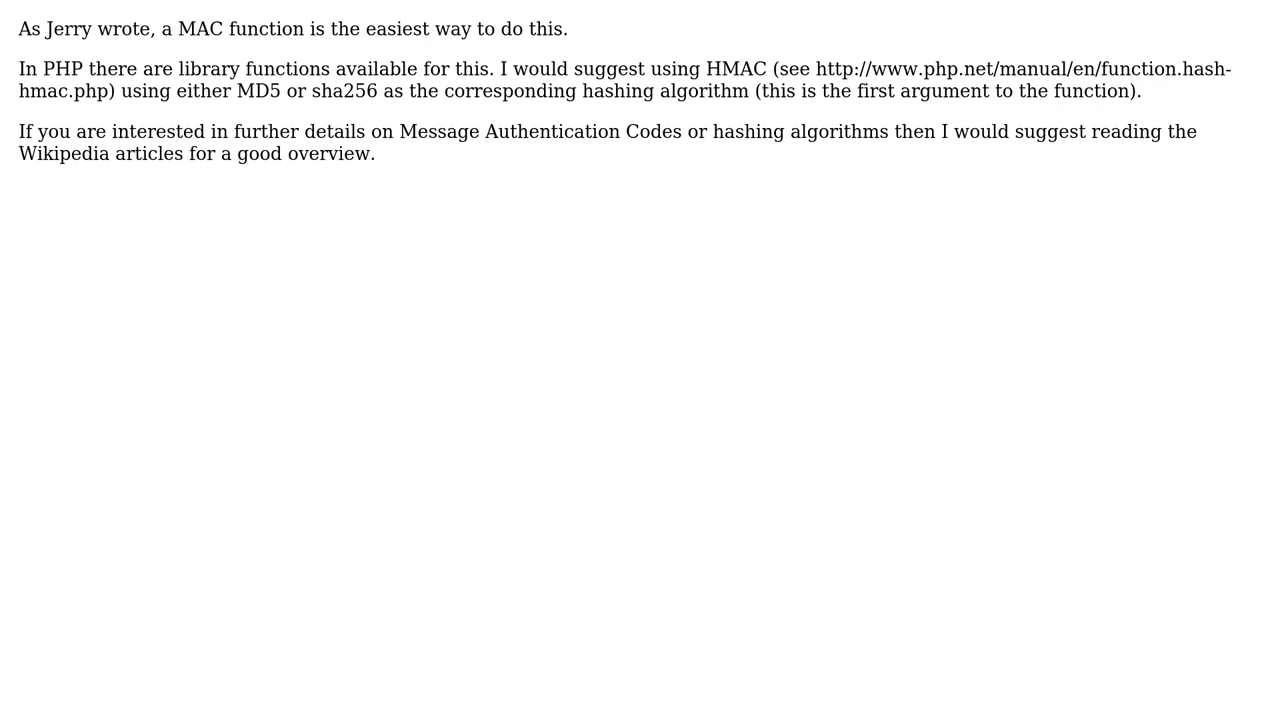 As Jerry wrote, a MAC function is the easiest way to do this.
In PHP there are library functions available for this. I would suggest using HMAC (see http://www.php.net/manual/en/function.hash-
hmac.php) using either MD5 or sha256 as the corresponding hashing algorithm (this is the first argument to the function).
If you are interested in further details on Message Authentication Codes or hashing algorithms then I would suggest reading the
Wikipedia articles for a good overview.